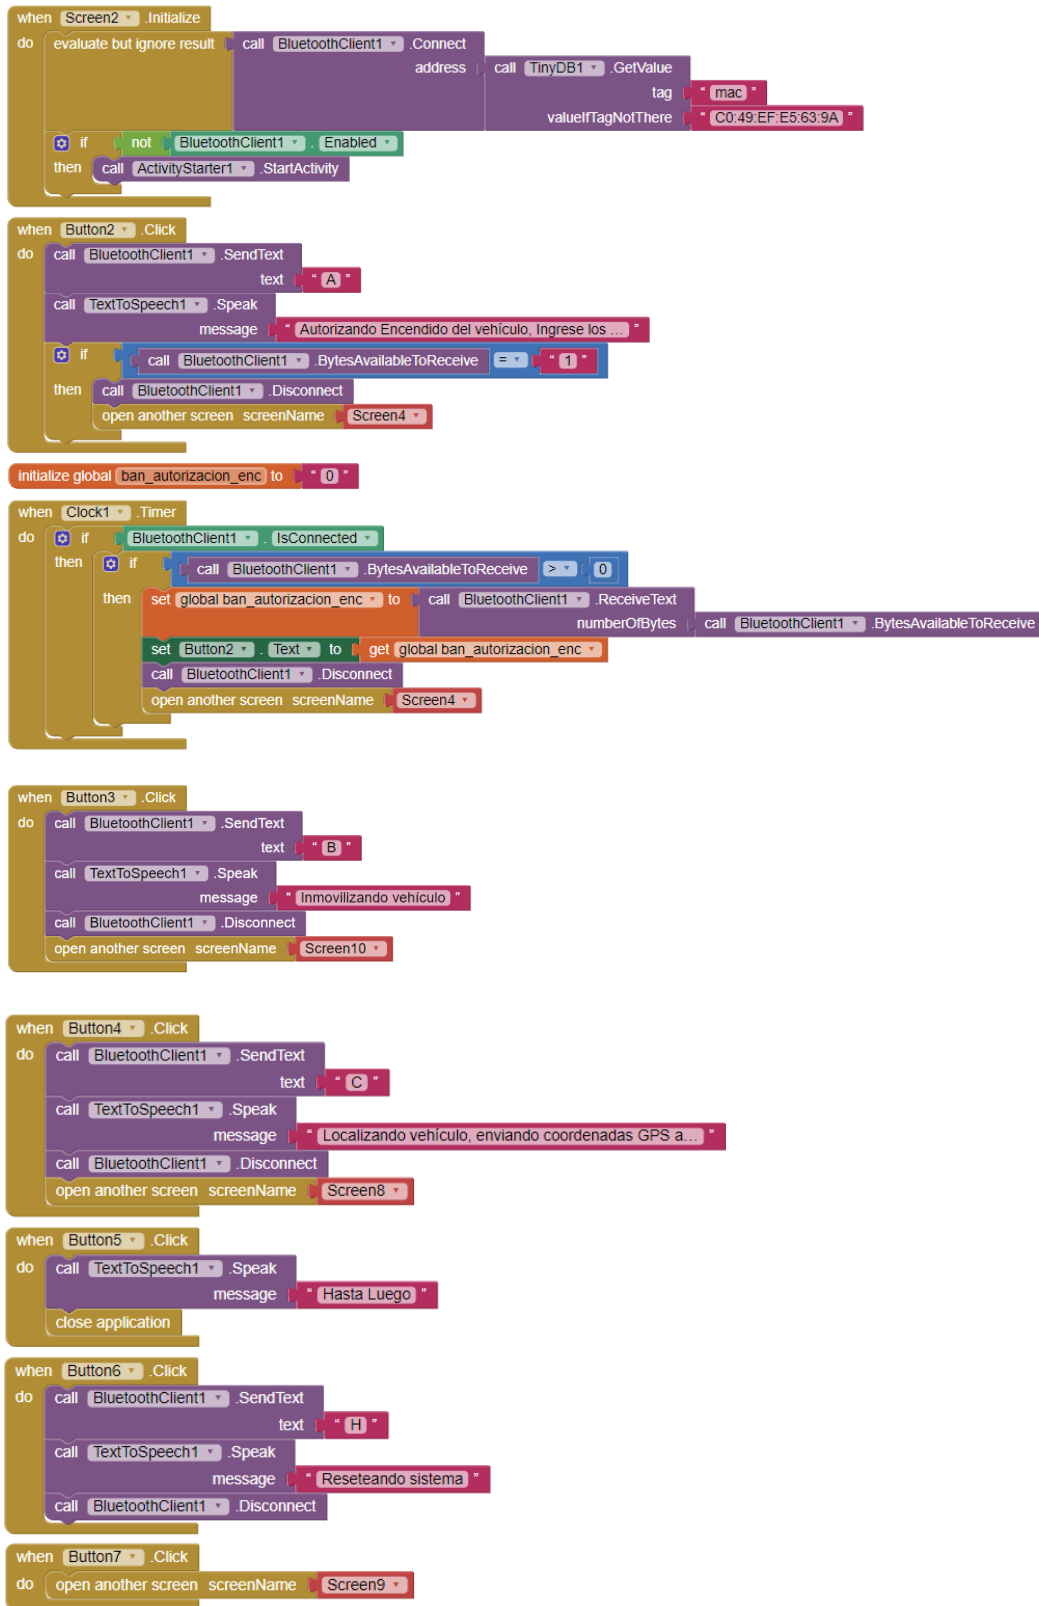 when Screen2 .Initialize
do evaluate but ignore result call BluetoothClient1 .Connect
address call TinyDB1 .GetValue
tag " mac "
valueIfTagNotThere " C0:49:EF:E5:63:9A "
if not BluetoothClient1 . Enabled
then call ActivityStarter1 .StartActivity
when Button2 .Click
do call BluetoothClient1 .SendText
text " A "
call TextToSpeech1 .Speak
message " Autorizando Encendido del vehículo, Ingrese los ... "
if call BluetoothClient1 .BytesAvailableToReceive = " 1 "
then call BluetoothClient1 .Disconnect
open another screen screenName Screen4
initialize global ban_autorizacion_enc to " 0 "
when Clock1 .Timer
do if BluetoothClient1 . IsConnected
then if call BluetoothClient1 .BytesAvailableToReceive > 0
then set global ban_autorizacion_enc to call BluetoothClient1 .ReceiveText
numberOfBytes call BluetoothClient1 .BytesAvailableToReceive
set Button2 . Text to get global ban_autorizacion_enc
call BluetoothClient1 .Disconnect
open another screen screenName Screen4
when Button3 .Click
do call BluetoothClient1 .SendText
text " B "
call TextToSpeech1 .Speak
message " Inmovilizando vehículo "
call BluetoothClient1 .Disconnect
open another screen screenName Screen10
when Button4 .Click
do call BluetoothClient1 .SendText
text " C "
call TextToSpeech1 .Speak
message " Localizando vehículo, enviando coordenadas GPS a... "
call BluetoothClient1 .Disconnect
open another screen screenName Screen8
when Button5 .Click
do call TextToSpeech1 .Speak
message " Hasta Luego "
close application
when Button6 .Click
do call BluetoothClient1 .SendText
text " H "
call TextToSpeech1 .Speak
message " Reseteando sistema "
call BluetoothClient1 .Disconnect
when Button7 .Click
do open another screen screenName Screen9